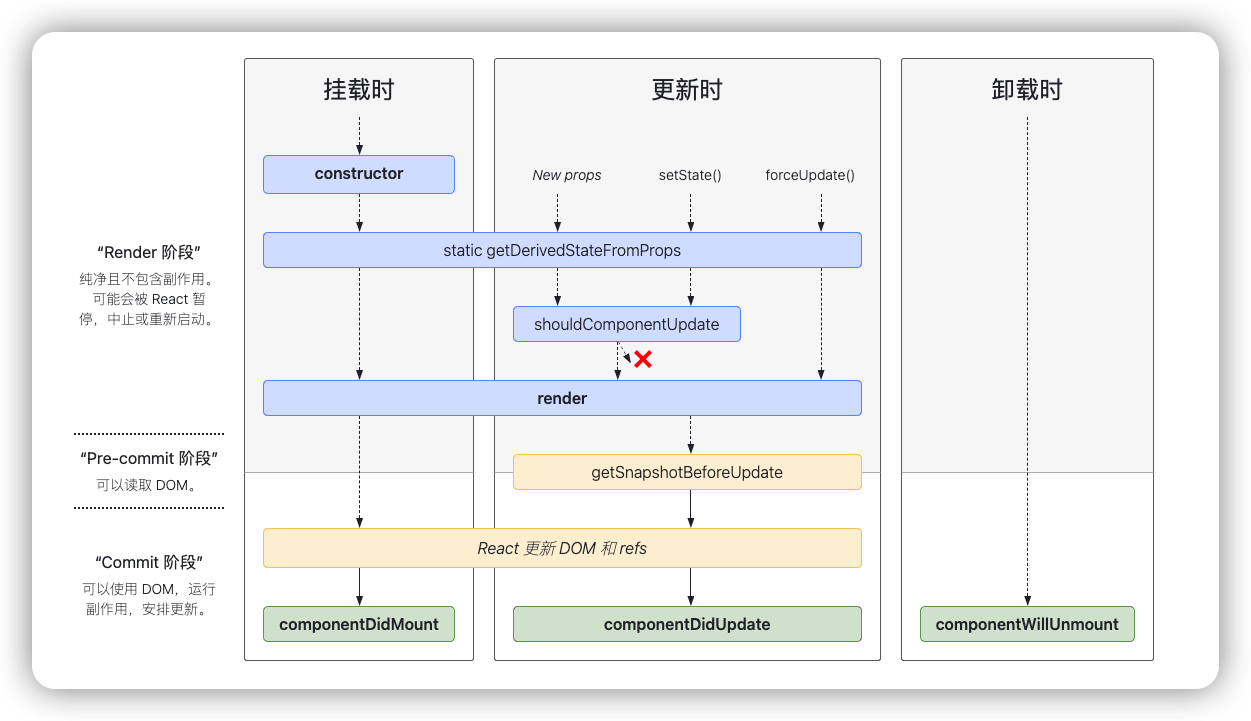 挂载时
更新时
卸载时
constructor
New props
setState()
forceUpdate()
static getDerivedStateFromProps
shouldComponentUpdate
render
getSnapshotBeforeUpdate
React 更新 DOM 和 refs
componentDidMount
componentDidUpdate
componentWillUnmount
“Render 阶段”
纯净且不包含副作用。
可能会被 React 暂
停，中止或重新启动。
“Pre-commit 阶段”
可以读取 DOM。
“Commit 阶段”
可以使用 DOM，运行
副作用，安排更新。